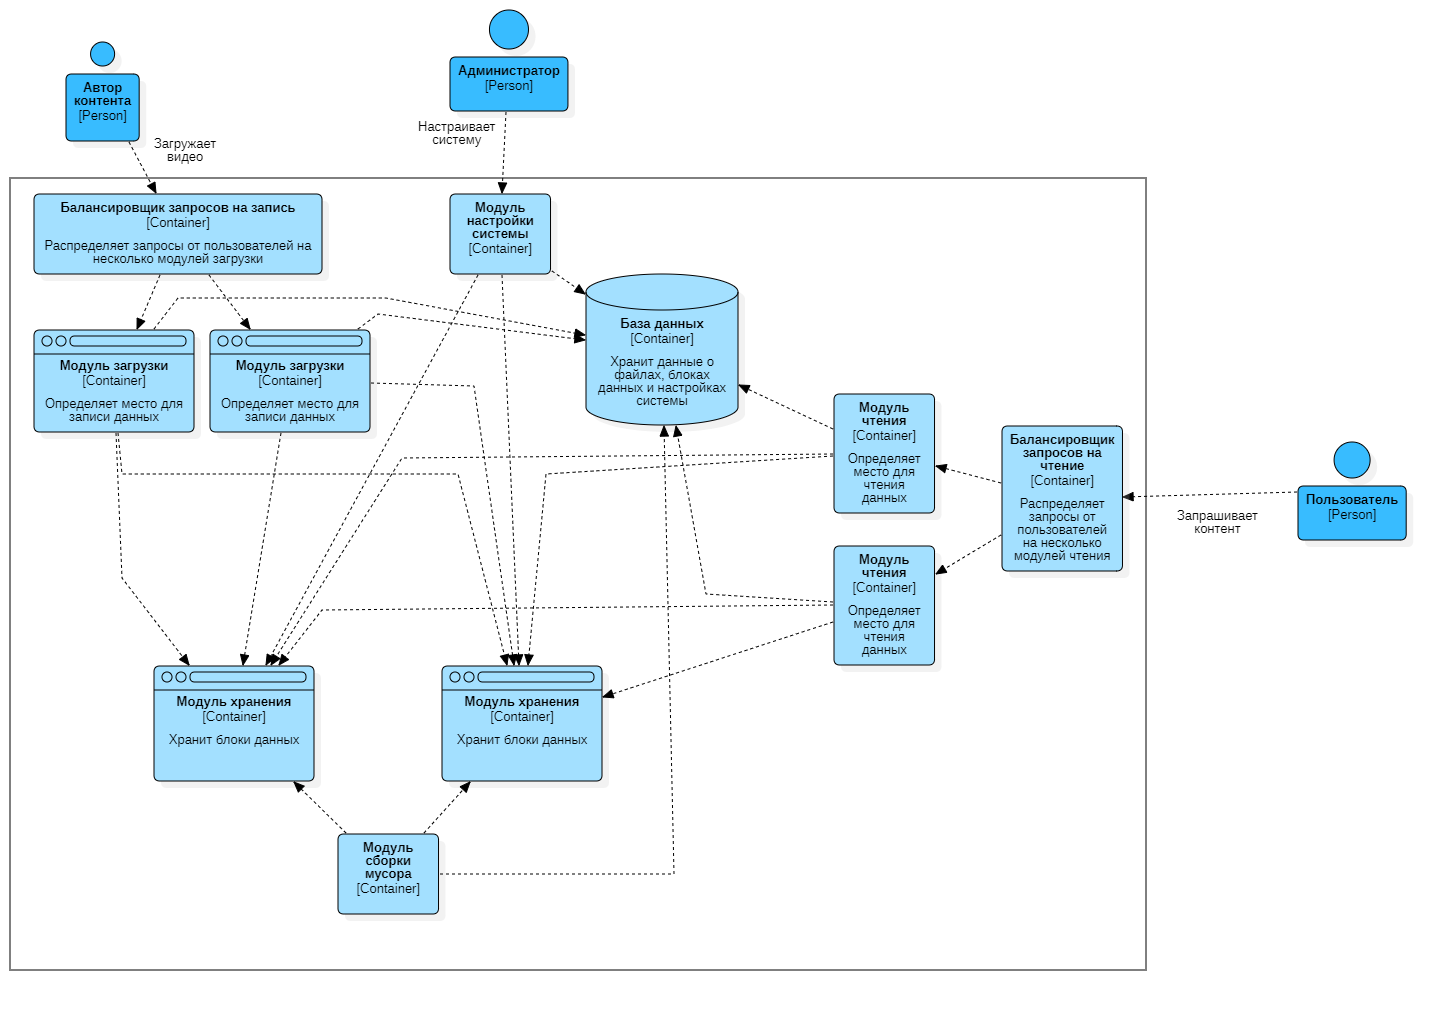 Автор
контента
[Person]
Администратор
[Person]
Загружает
видео
Настраивает
систему
Балансировщик запросов на запись
[Container]
Распределяет запросы от пользователей на
несколько модулей загрузки
Модуль
настройки
системы
[Container]
База данных
[Container]
Хранит данные о
файлах, блоках
данных и настройках
системы
Модуль загрузки
[Container]
Определяет место для
записи данных
Модуль загрузки
[Container]
Определяет место для
записи данных
Модуль
чтения
[Container]
Определяет
место для
чтения
данных
Балансировщик
запросов на
чтение
[Container]
Распределяет
запросы от
пользователей
на несколько
модулей чтения
Запрашивает
контент
Пользователь
[Person]
Модуль
чтения
[Container]
Определяет
место для
чтения
данных
Модуль хранения
[Container]
Хранит блоки данных
Модуль хранения
[Container]
Хранит блоки данных
Модуль
сборки
мусора
[Container]